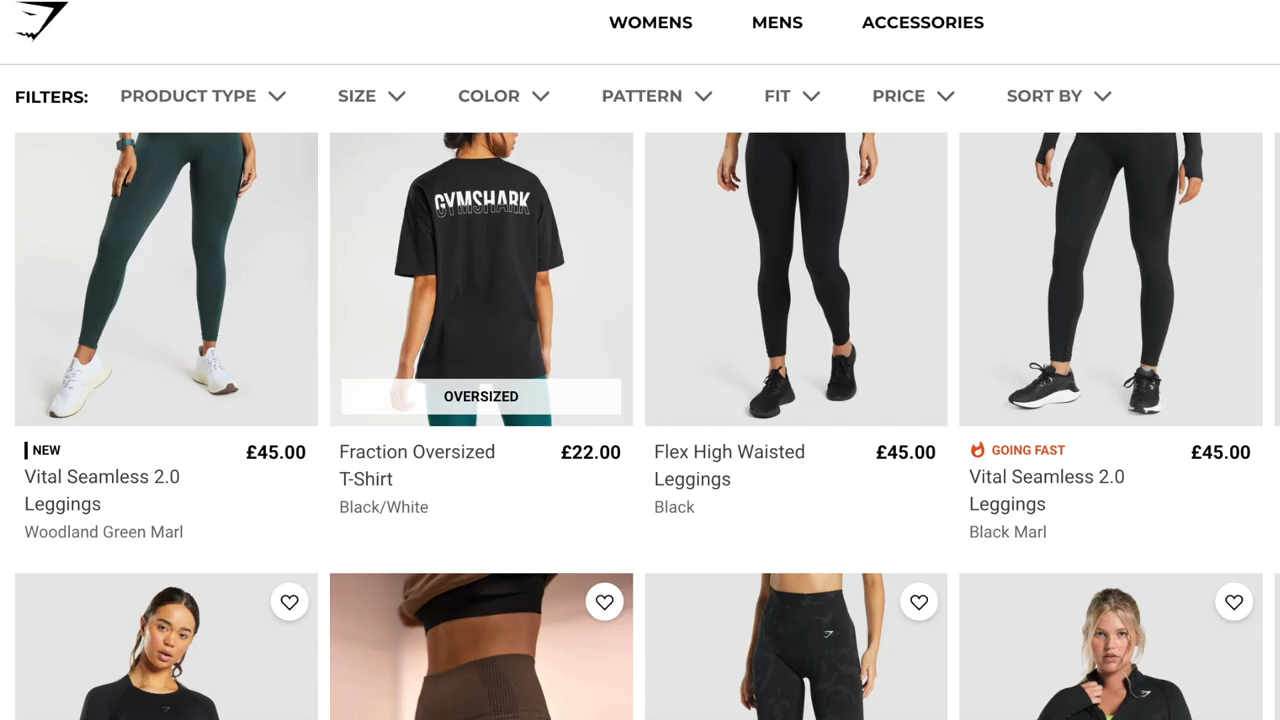 WOMENS MENS ACCESSORIES
FILTERS: PRODUCT TYPE SIZE COLOR PATTERN FIT PRICE SORT BY
GYMSHARK
OVERSIZED
NEW
£45.00
Vital Seamless 2.0
Leggings
Woodland Green Marl
Fraction Oversized
£22.00
T-Shirt
Black/White
Flex High Waisted
£45.00
Leggings
Black
GOING FAST
£45.00
Vital Seamless 2.0
Leggings
Black Marl